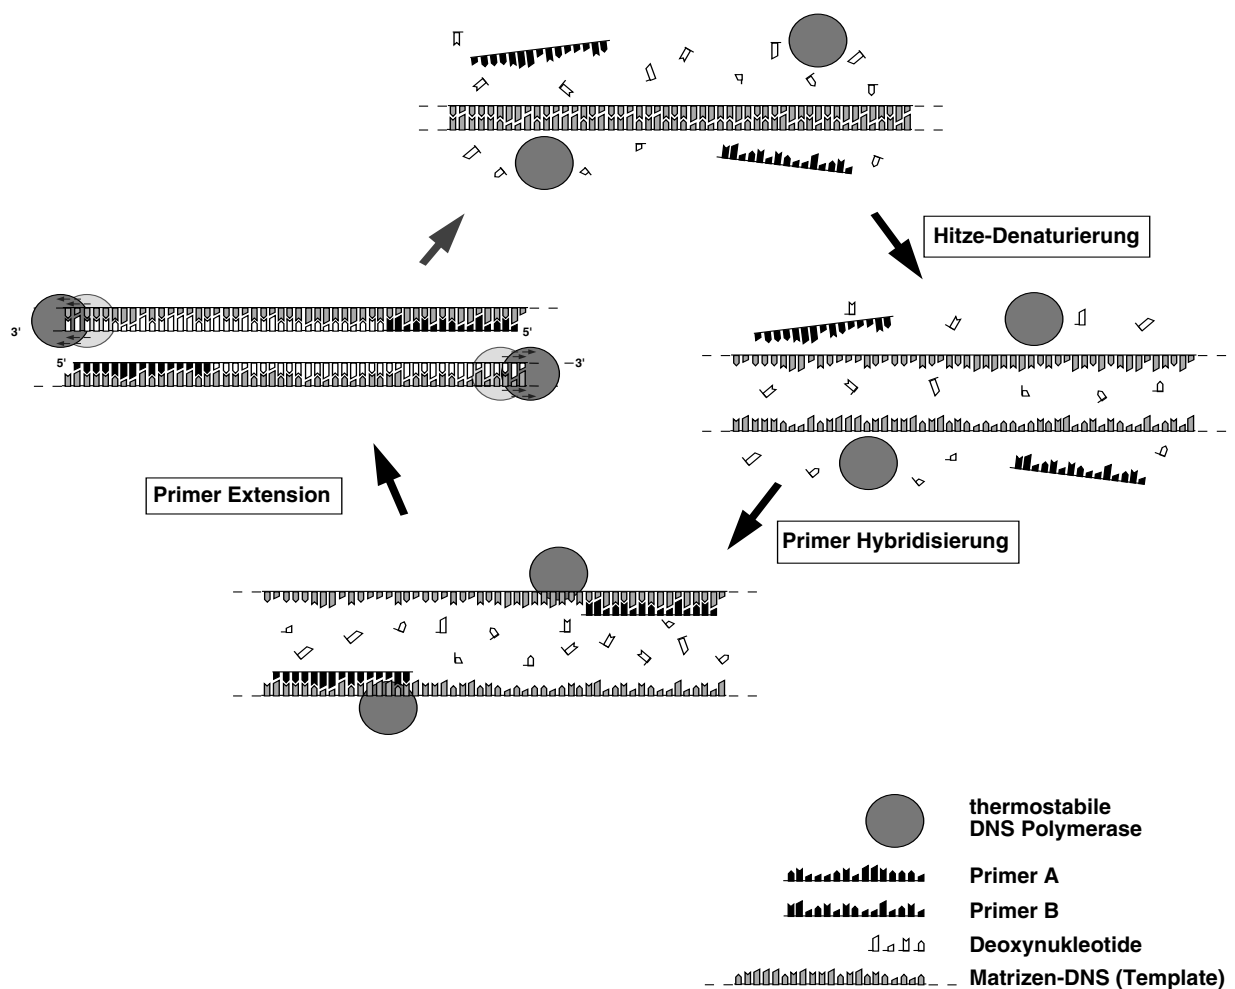 Hitze-Denaturierung
3'
5'
5'
3'
Primer Extension
Primer Hybridisierung
thermostabile
DNS Polymerase
Primer A
Primer B
Deoxynukleotide
Matrizen-DNS (Template)